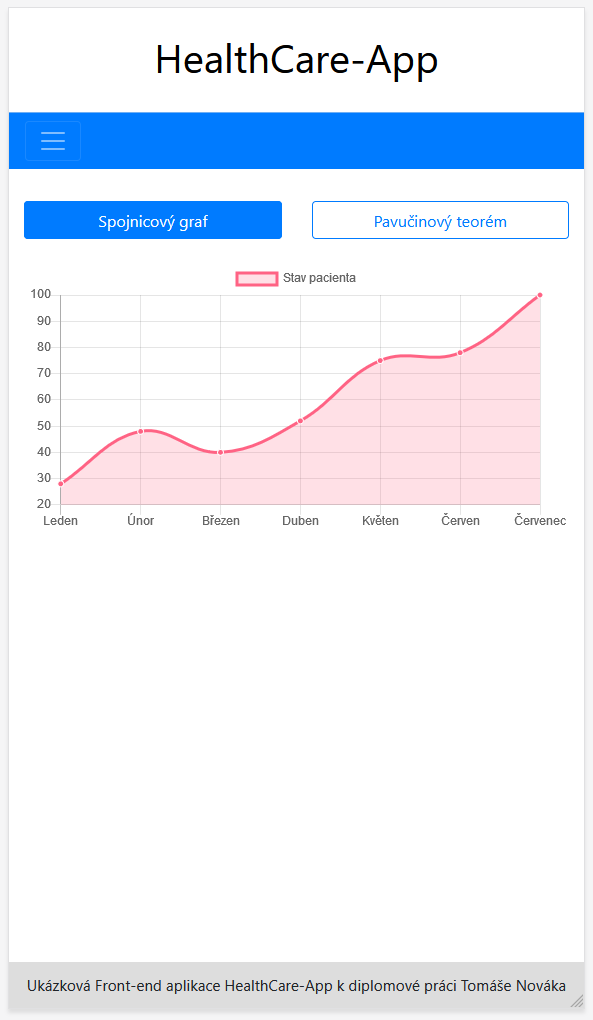 HealthCare-App
Spojnicový graf
Pavučinový teorém
Stav pacienta
100
90
80
70
60
50
40
30
20
Leden Únor Březen Duben Květen Červen Červenec
Ukázková Front-end aplikace HealthCare-App k diplomové práci Tomáše Nováka